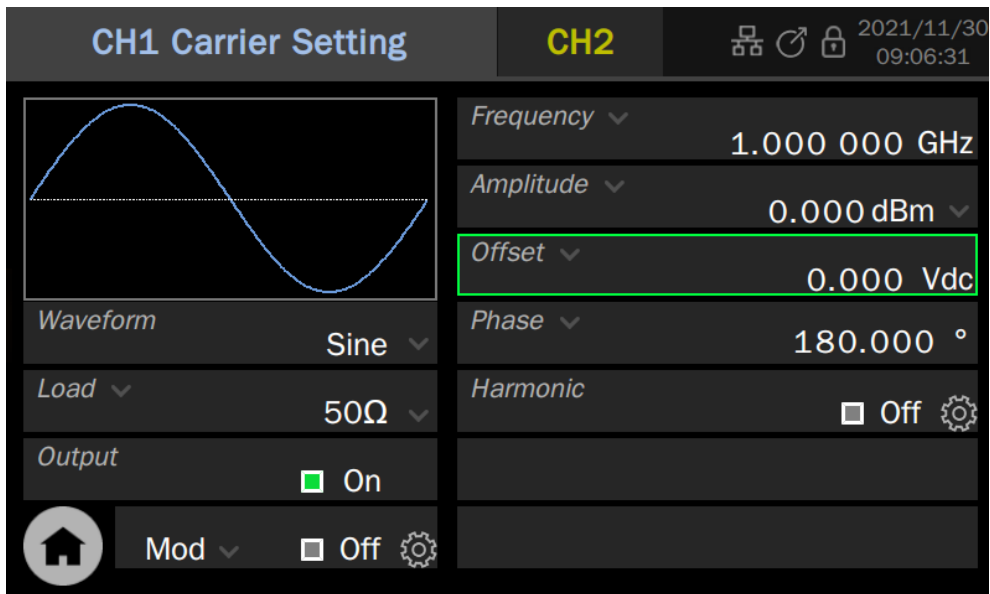 CH1 Carrier Setting
CH2
2021/11/30
09:06:31
Frequency
1.000 000 GHz
Amplitude
0.000 dBm
Offset
0.000 Vdc
Waveform
Sine
Phase
180.000 °
Load
50Ω
Harmonic
Off
Output
On
Mod
Off